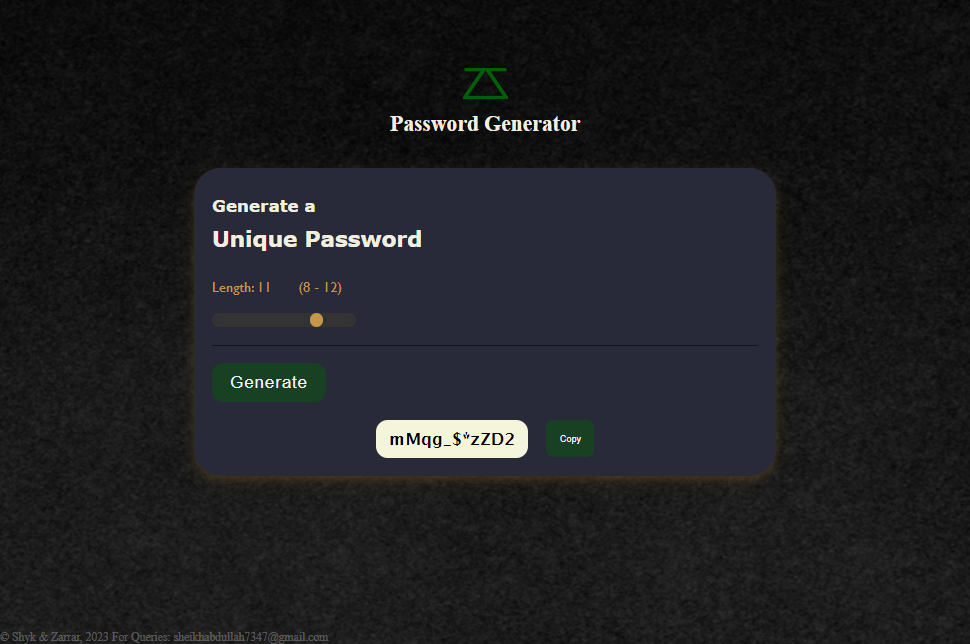 Password Generator
Generate a
Unique Password
Length: 11 (8 - 12)
Generate
mMqg_$*zZD2 Copy
© Shyk & Zarrar, 2023 For Queries: sheikhabdullah7347@gmail.com